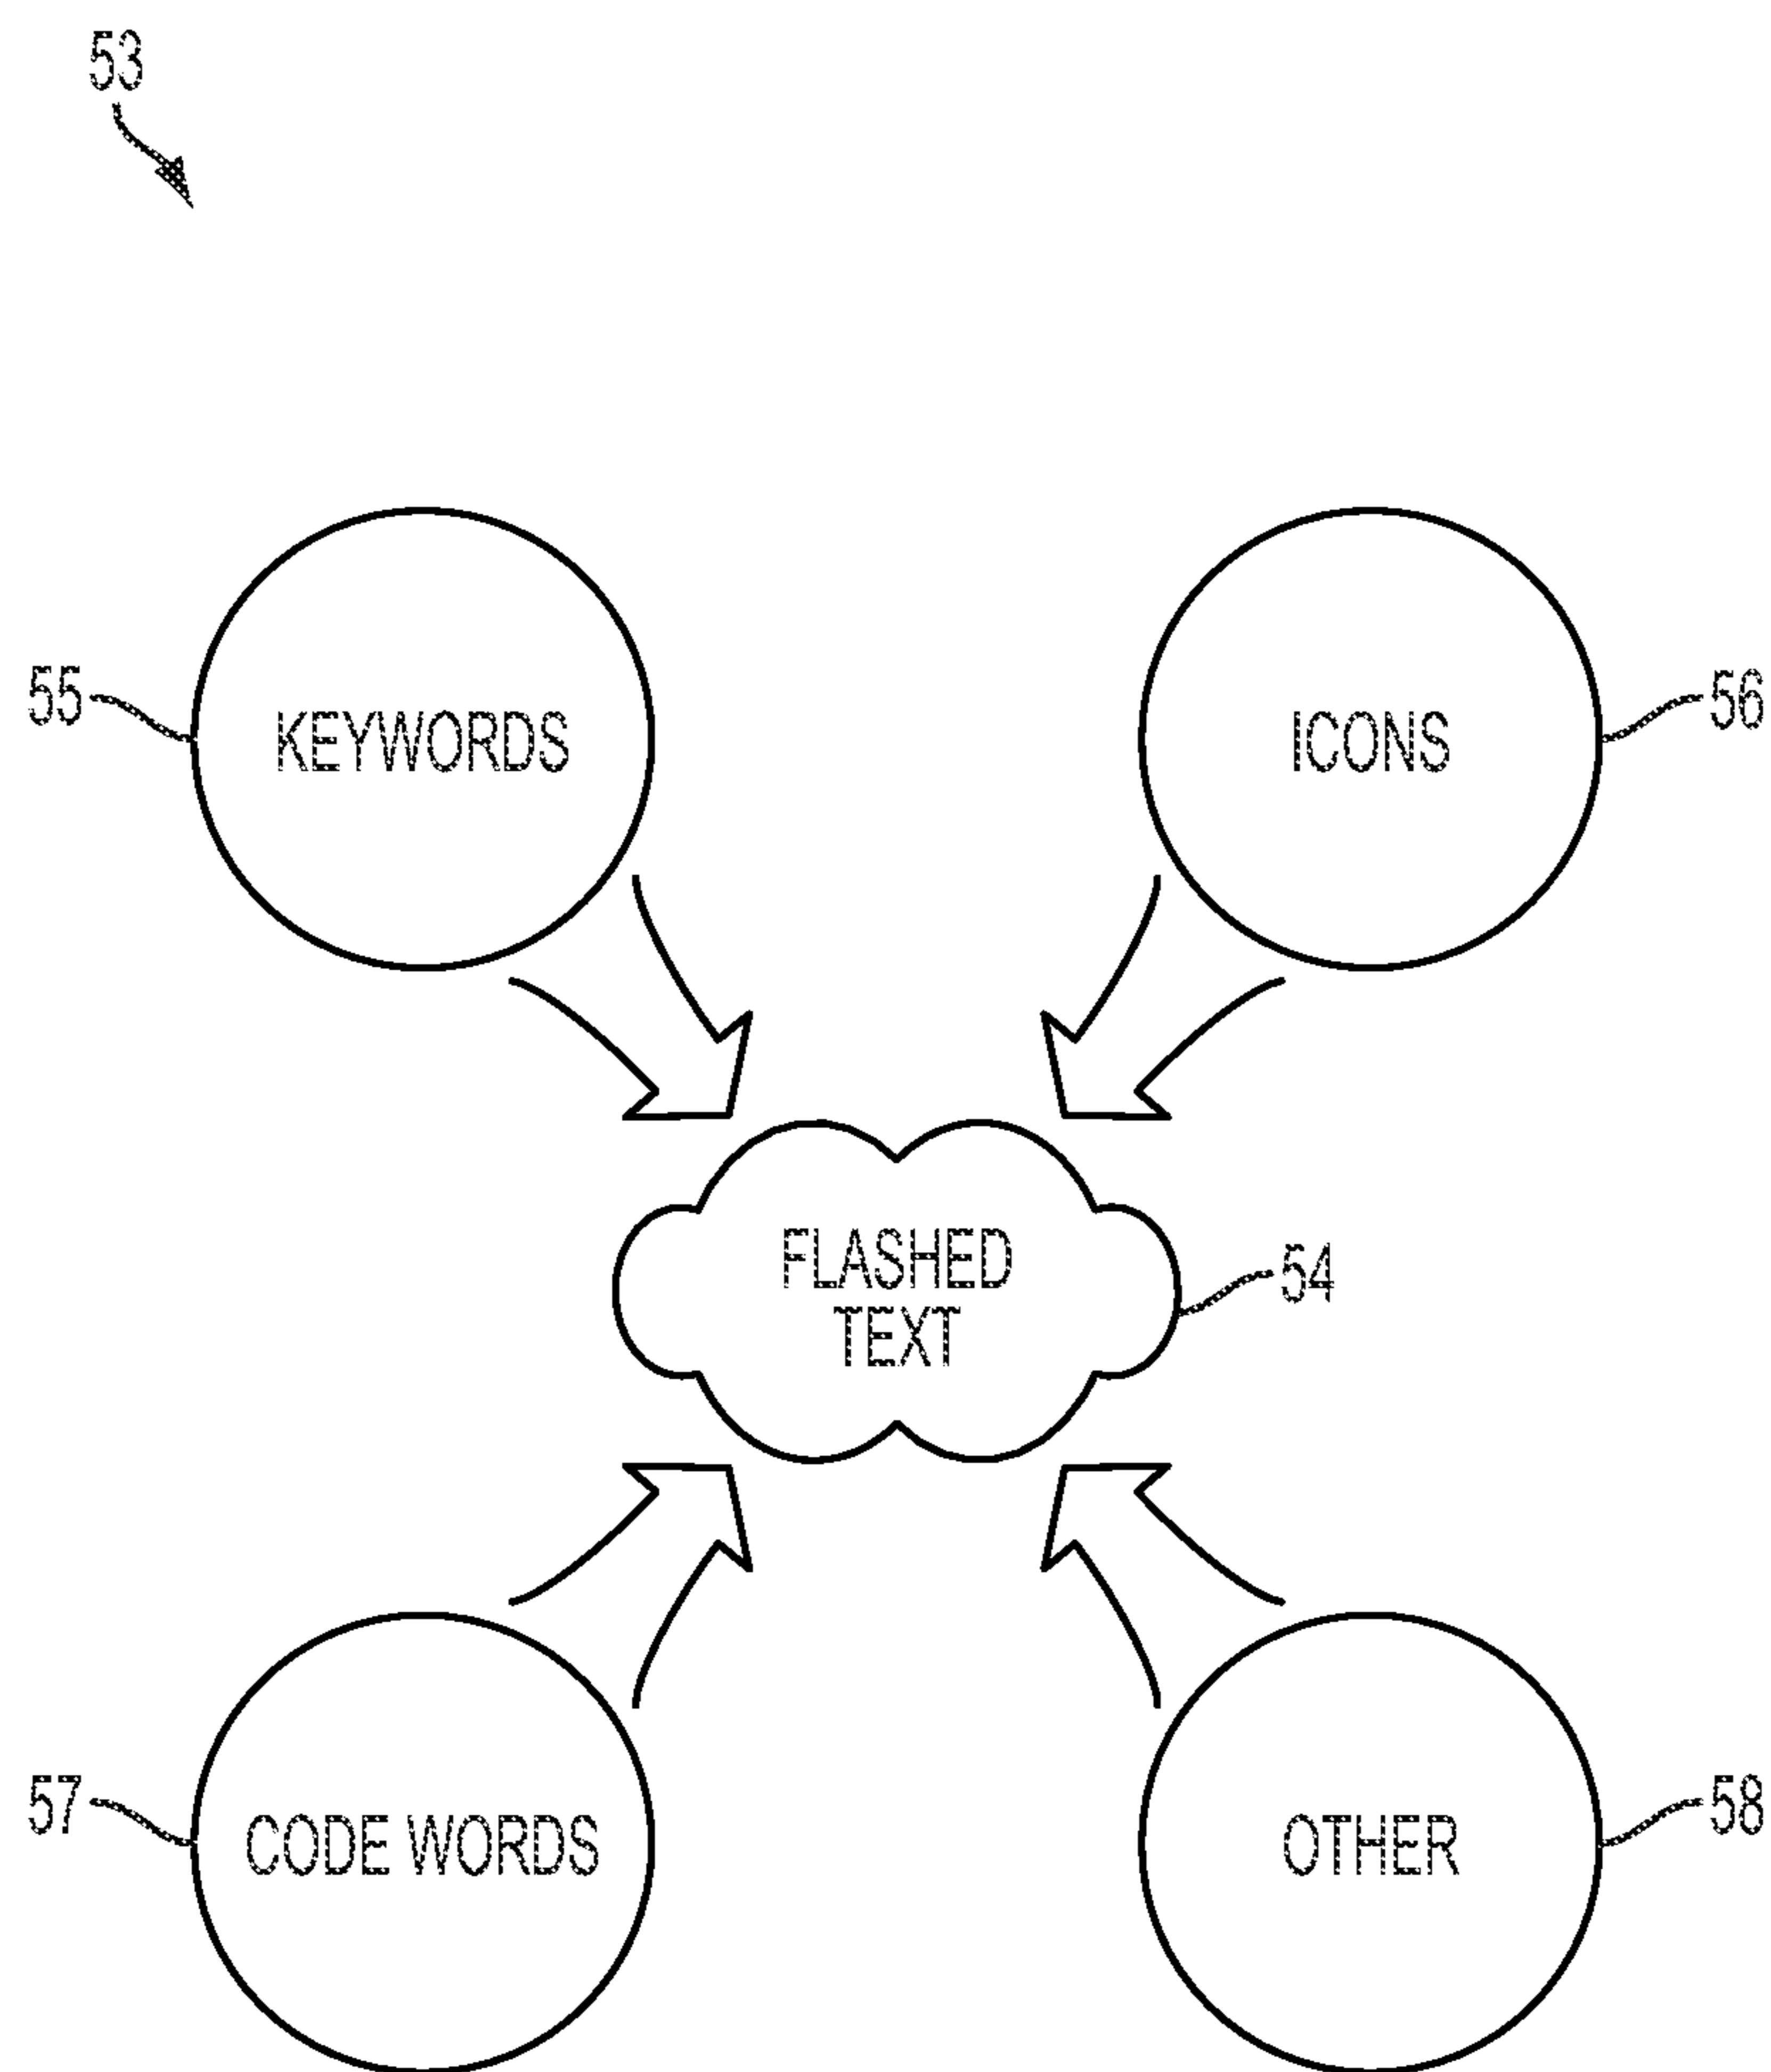 53
55
KEYWORDS
ICONS
56
FLASHED
TEXT
54
57
CODE WORDS
OTHER
58